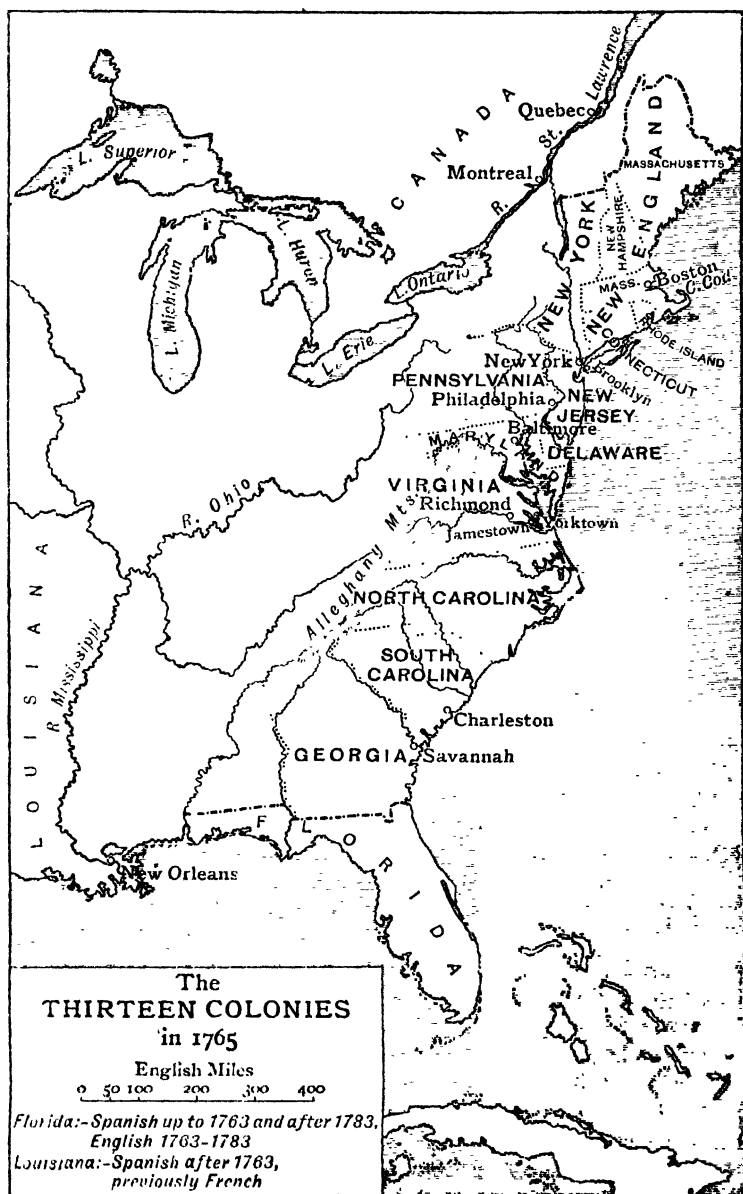 R. St. Lawrence
Quebec
CANADA
Montreal
L. Superior
MASSACHUSETTS
NEW ENGLAND
NEW HAMPSHIRE
NEW YORK
L. Huron
L. Michigan
L. Ontario
L. Erie
MASS.
Boston
C. Cod
RHODE ISLAND
CONNECTICUT
New York
Brooklyn
PENNSYLVANIA
Philadelphia
NEW
JERSEY
Baltimore
MARYLAND
DELAWARE
VIRGINIA
Richmond
R. Ohio
Jamestown
Yorktown
Alleghany Mts.
NORTH CAROLINA
LOUISIANA
R Mississippi
SOUTH
CAROLINA
Charleston
GEORGIA
Savannah
FLORIDA
New Orleans
The
THIRTEEN COLONIES
in 1765
English Miles
0 50 100 200 300 400
Florida:-Spanish up to 1763 and after 1783,
English 1763-1783
Louisiana:-Spanish after 1763,
previously French